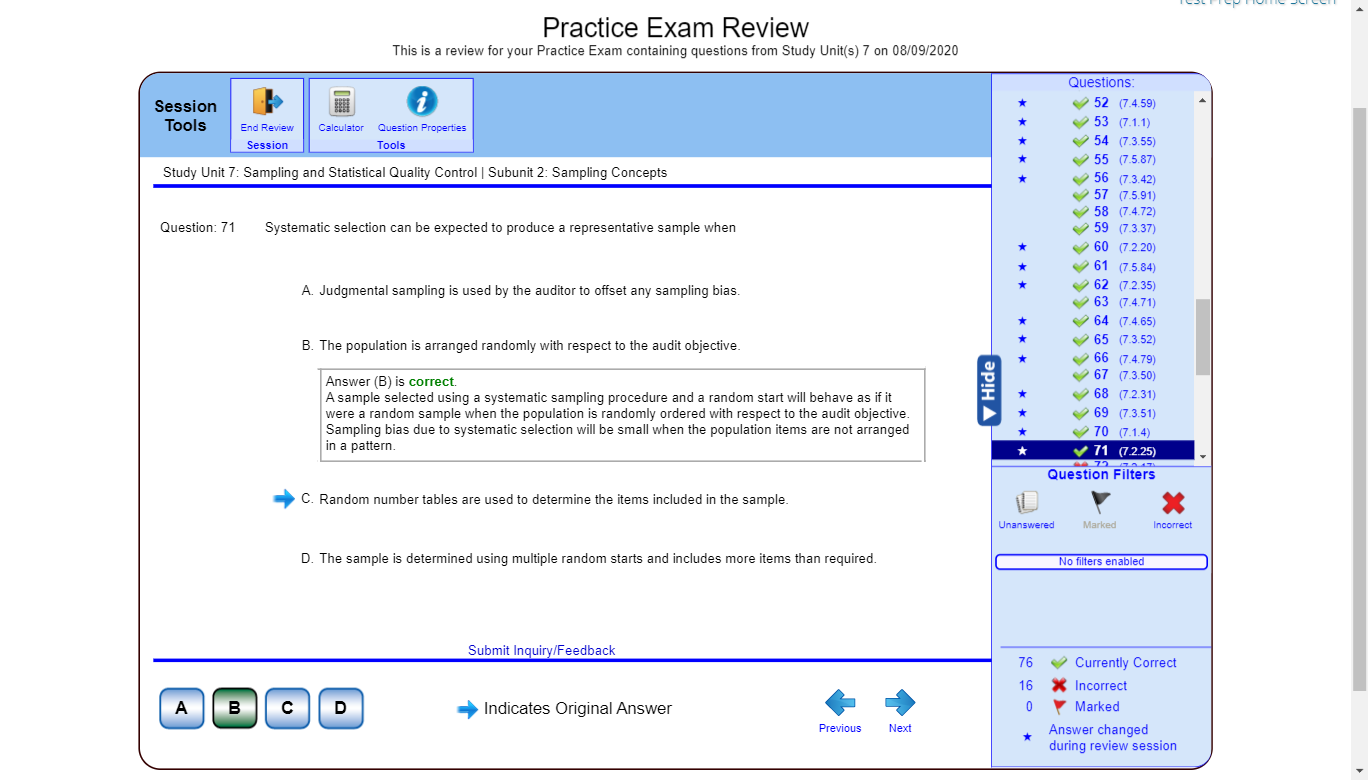 Test Prep Home Screen
Practice Exam Review
This is a review for your Practice Exam containing questions from Study Unit(s) 7 on 08/09/2020
Session
Tools
End Review
Session
Calculator
Question Properties
Tools
Study Unit 7: Sampling and Statistical Quality Control | Subunit 2: Sampling Concepts
Question: 71 Systematic selection can be expected to produce a representative sample when
A. Judgmental sampling is used by the auditor to offset any sampling bias.
B. The population is arranged randomly with respect to the audit objective.
Answer (B) is correct.
A sample selected using a systematic sampling procedure and a random start will behave as if it
were a random sample when the population is randomly ordered with respect to the audit objective.
Sampling bias due to systematic selection will be small when the population items are not arranged
in a pattern.
C. Random number tables are used to determine the items included in the sample.
D. The sample is determined using multiple random starts and includes more items than required.
Submit Inquiry/Feedback
A B C D
Indicates Original Answer
Previous
Next
Questions:
52 (7.4.59)
53 (7.1.1)
54 (7.3.55)
55 (7.5.87)
56 (7.3.42)
57 (7.5.91)
58 (7.4.72)
59 (7.3.37)
60 (7.2.20)
61 (7.5.84)
62 (7.2.35)
63 (7.4.71)
64 (7.4.65)
65 (7.3.52)
66 (7.4.79)
67 (7.3.50)
68 (7.2.31)
69 (7.3.51)
70 (7.1.4)
71 (7.2.25)
72 (7.2.17)
Hide
Question Filters
Unanswered
Marked
Incorrect
No filters enabled
76 Currently Correct
16 Incorrect
0 Marked
Answer changed
during review session